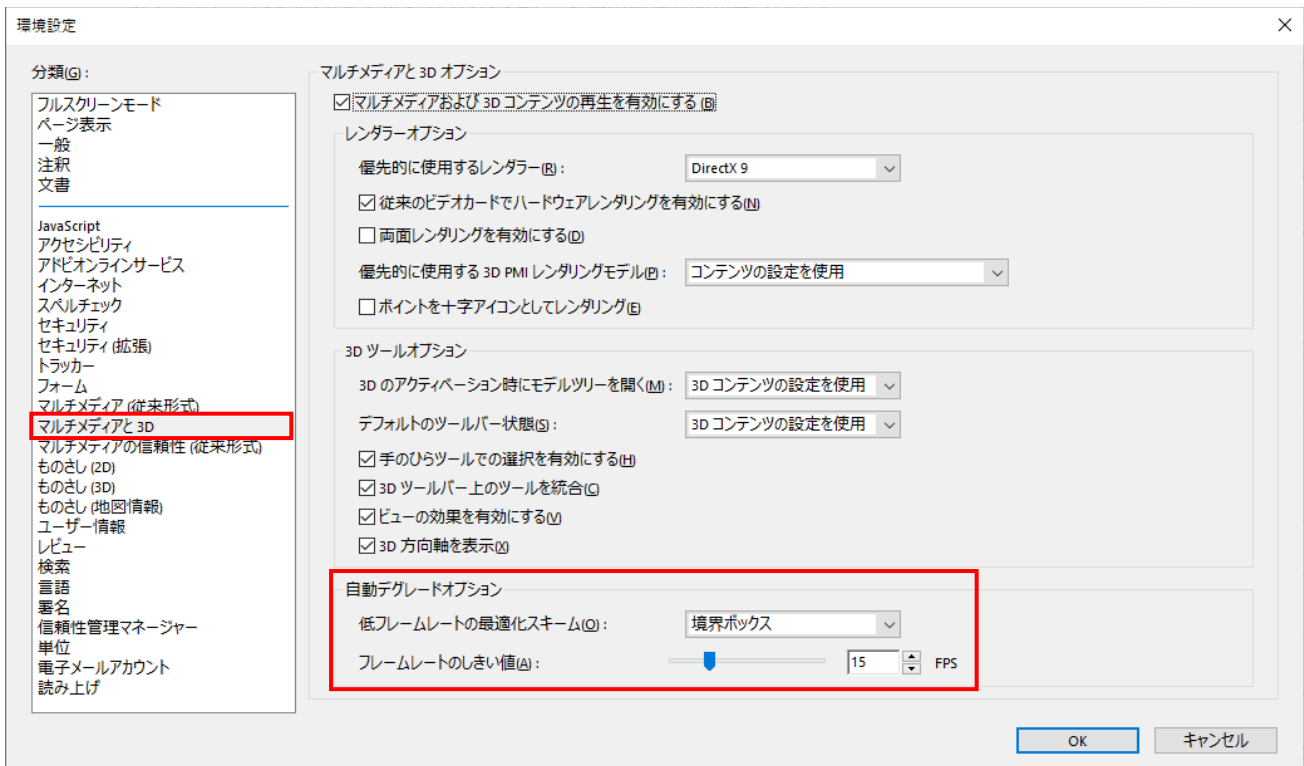 環境設定
分類(G):
フルスクリーンモード
ページ表示
一般
注釈
文書
JavaScript
アクセシビリティ
アドビオンラインサービス
インターネット
スペルチェック
セキュリティ
セキュリティ (拡張)
トラッカー
フォーム
マルチメディア (従来形式)
マルチメディアと 3D
マルチメディアの信頼性 (従来形式)
ものさし (2D)
ものさし (3D)
ものさし (地図情報)
ユーザー情報
レビュー
検索
言語
署名
信頼性管理マネージャー
単位
電子メールアカウント
読み上げ
マルチメディアと 3D オプション
マルチメディアおよび 3D コンテンツの再生を有効にする (B)
レンダラーオプション
優先的に使用するレンダラー(R): DirectX 9
従来のビデオカードでハードウェアレンダリングを有効にする(N)
両面レンダリングを有効にする(D)
優先的に使用する 3D PMI レンダリングモデル(P): コンテンツの設定を使用
ポイントを十字アイコンとしてレンダリング(E)
3D ツールオプション
3D のアクティベーション時にモデルツリーを開く(M): 3D コンテンツの設定を使用
デフォルトのツールバー状態(S): 3D コンテンツの設定を使用
手のひらツールでの選択を有効にする(H)
3D ツールバー上のツールを統合(C)
ビューの効果を有効にする(V)
3D 方向軸を表示(X)
自動デグレードオプション
低フレームレートの最適化スキーム(O): 境界ボックス
フレームレートのしきい値(A): 15 FPS
OK キャンセル